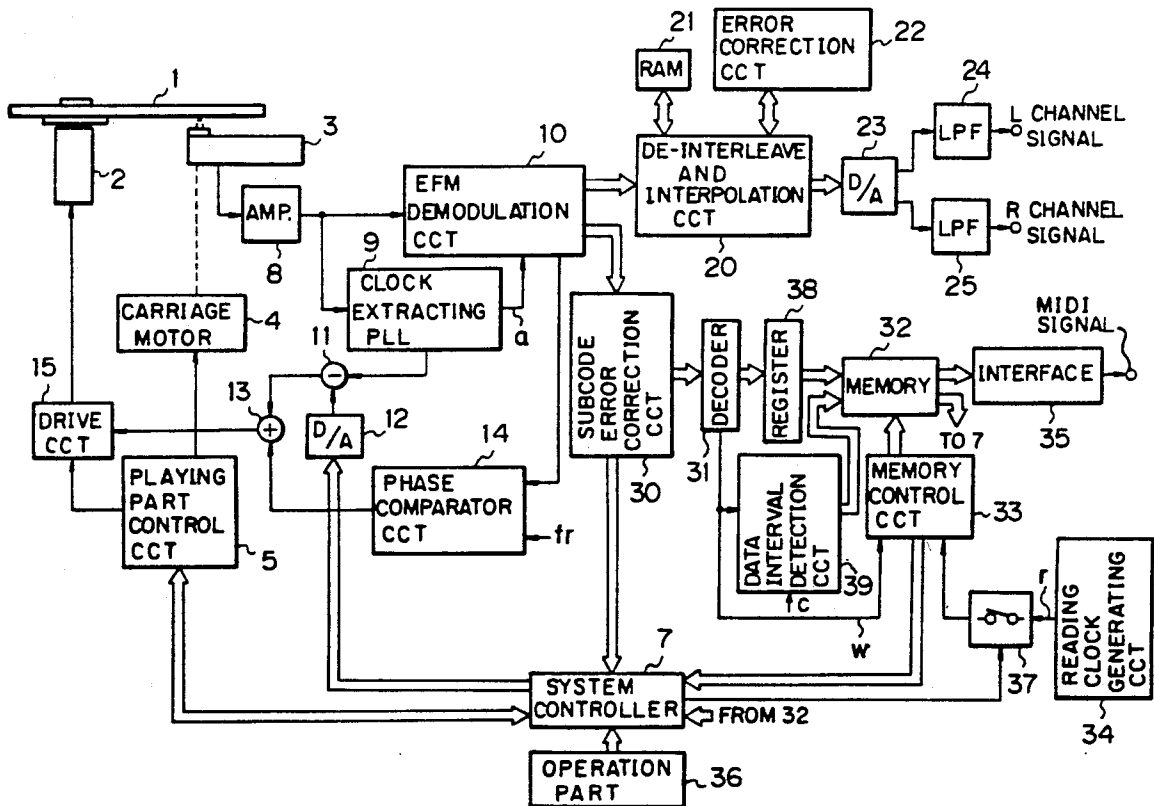 1
2
3
4
CARRIAGE
MOTOR
15
DRIVE
CCT
PLAYING
PART
CONTROL
CCT
5
AMP.
8
9
CLOCK
EXTRACTING
PLL
a
10
EFM
DEMODULATION
CCT
11
−
13
+
D/A
12
14
PHASE
COMPARATOR
CCT
fr
21
RAM
ERROR
CORRECTION
CCT
22
DE-INTERLEAVE
AND
INTERPOLATION
CCT
20
23
D/A
24
LPF
L CHANNEL
SIGNAL
LPF
25
R CHANNEL
SIGNAL
SUBCODE
ERROR
CORRECTION
CCT
30
DECODER
31
38
REGISTER
32
MEMORY
TO 7
INTERFACE
35
MIDI
SIGNAL
DATA
INTERVAL
DETECTION
CCT
39
fc
w
MEMORY
CONTROL
CCT
33
37
r
READING
CLOCK
GENERATING
CCT
34
7
SYSTEM
CONTROLLER
FROM 32
OPERATION
PART
36